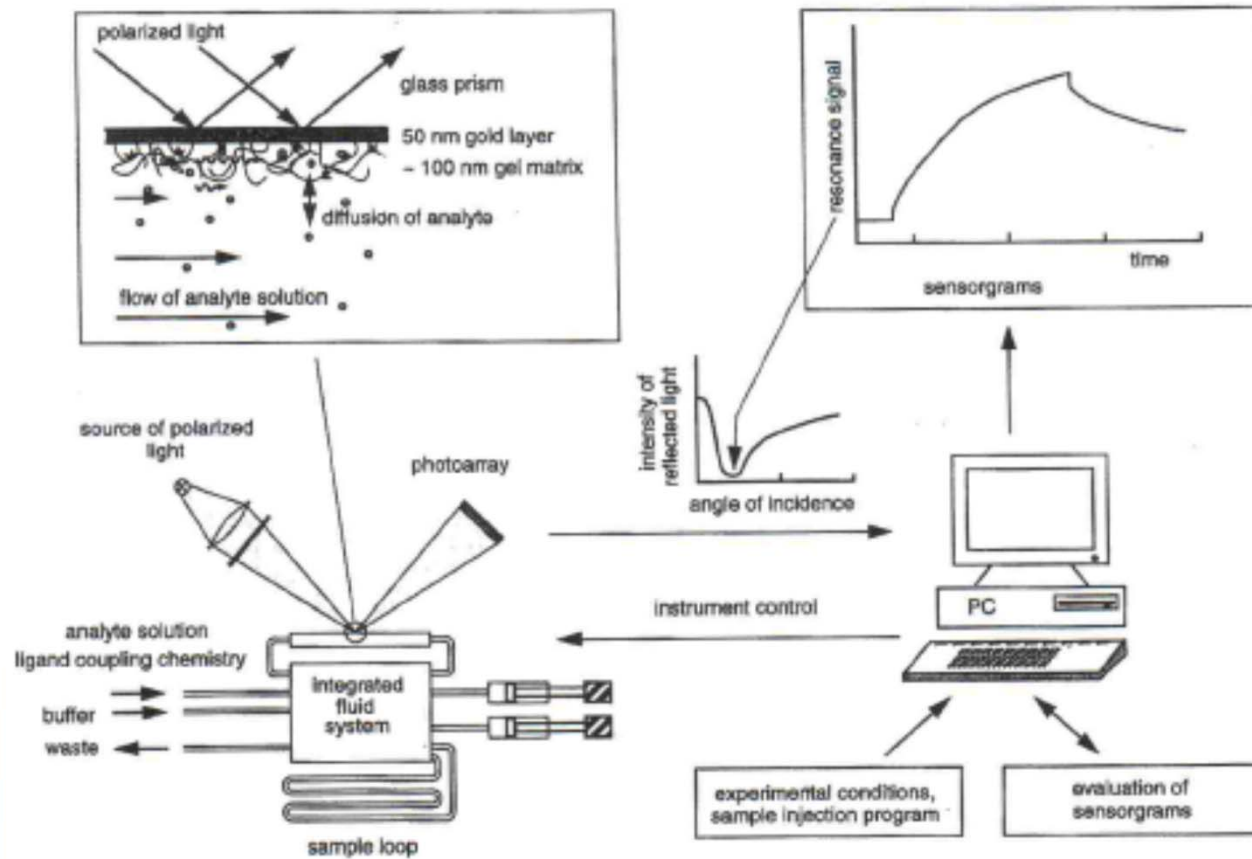 polarized light
glass prism
50 nm gold layer
~ 100 nm gel matrix
diffusion of analyte
flow of analyte solution
resonance signal
time
sensorgrams
source of polarized
light
photoarray
intensity of
reflected light
angle of incidence
instrument control
PC
analyte solution
ligand coupling chemistry
buffer
waste
integrated
fluid
system
sample loop
experimental conditions,
sample injection program
evaluation of
sensorgrams